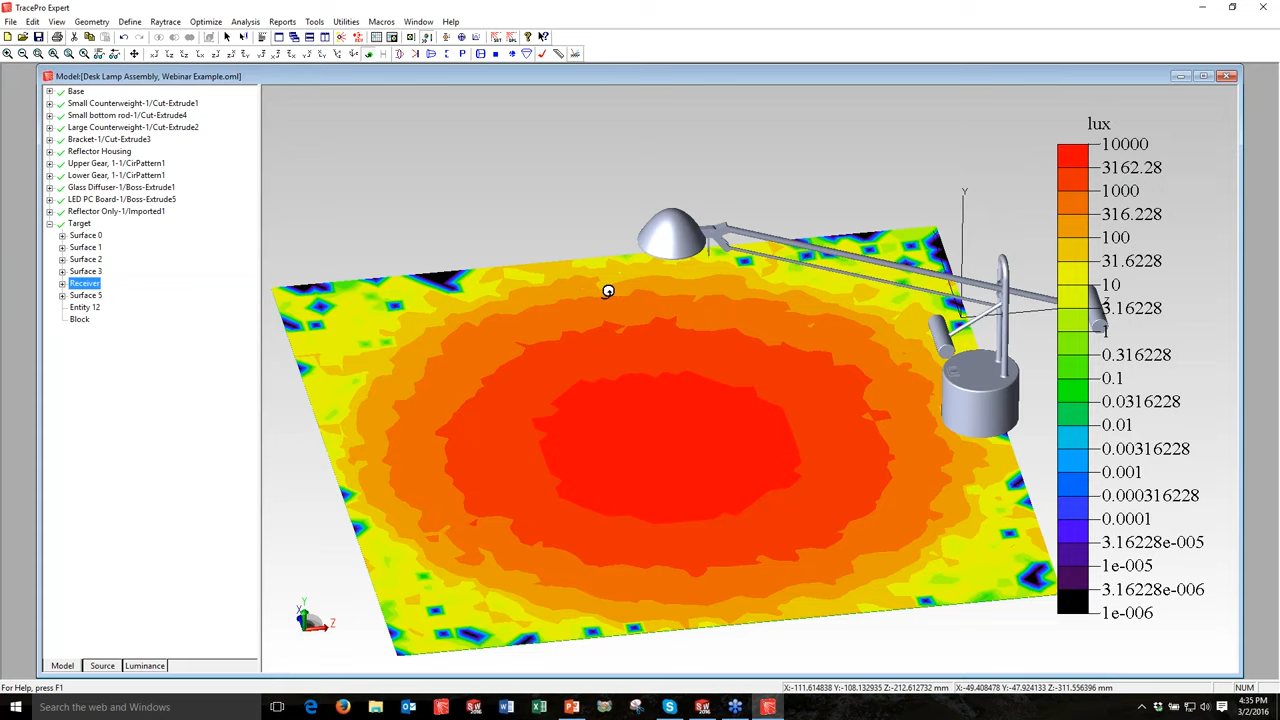 TracePro Expert
File Edit View Geometry Define Raytrace Optimize Analysis Reports Tools Utilities Macros Window Help
Model:[Desk Lamp Assembly, Webinar Example.oml]
Base
Small Counterweight-1/Cut-Extrude1
Small bottom rod-1/Cut-Extrude4
Large Counterweight-1/Cut-Extrude2
Bracket-1/Cut-Extrude3
Reflector Housing
Upper Gear, 1-1/CirPattern1
Lower Gear, 1-1/CirPattern1
Glass Diffuser-1/Boss-Extrude1
LED PC Board-1/Boss-Extrude5
Reflector Only-1/Imported1
Target
Surface 0
Surface 1
Surface 2
Surface 3
Receiver
Surface 5
Entity 12
Block
Y
lux
10000
3162.28
1000
316.228
100
31.6228
10
3.16228
1
0.316228
0.1
0.0316228
0.01
0.00316228
0.001
0.000316228
0.0001
3.16228e-005
1e-005
3.16228e-006
1e-006
Y
X
Z
Model Source Luminance
For Help, press F1
X:-111.614838 Y:-108.132935 Z:-212.612732 mm
X:-49.408478 Y:-47.924133 Z:-311.556396 mm
NUM
Search the web and Windows
4:35 PM
3/2/2016